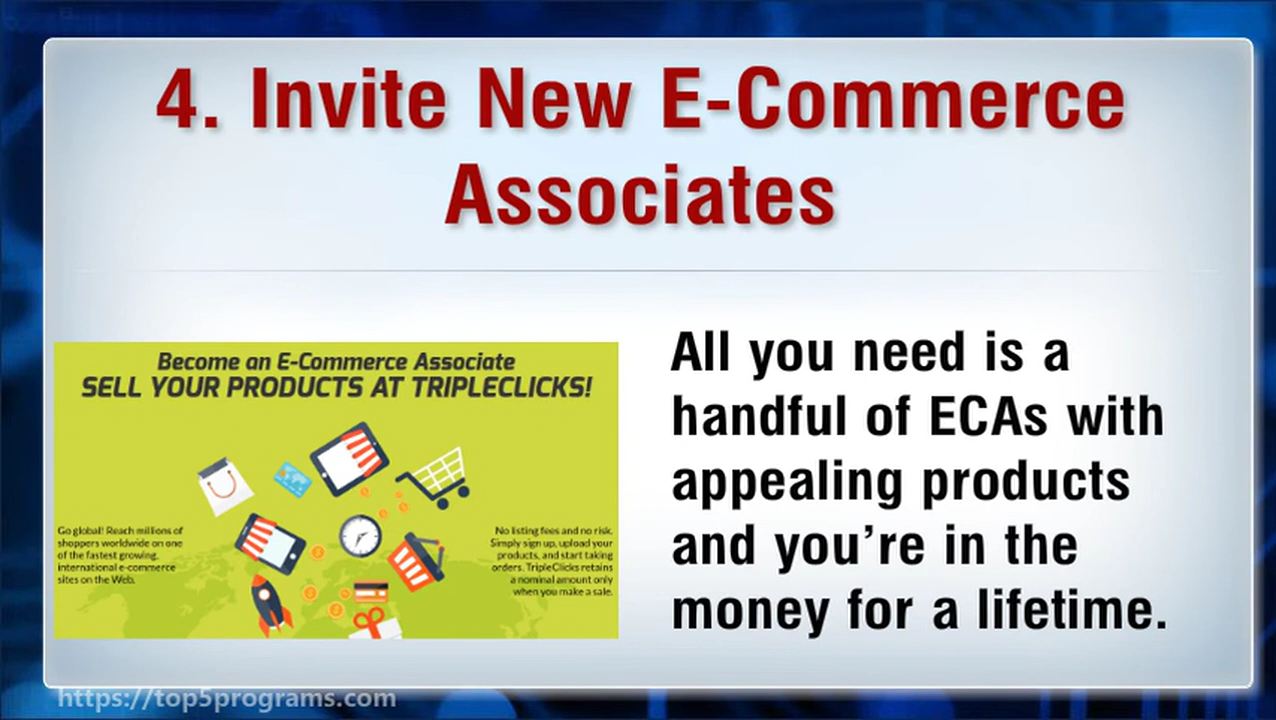 4. Invite New E-Commerce
Associates
Become an E-Commerce Associate
SELL YOUR PRODUCTS AT TRIPLECLICKS!
Go global! Reach millions of
shoppers worldwide on one
of the fastest growing,
international e-commerce
sites on the Web.
No listing fees and no risk.
Simply sign up, upload your
products, and start taking
orders. TripleClicks retains
a nominal amount only
when you make a sale.
All you need is a
handful of ECAs with
appealing products
and you’re in the
money for a lifetime.
https://top5programs.com